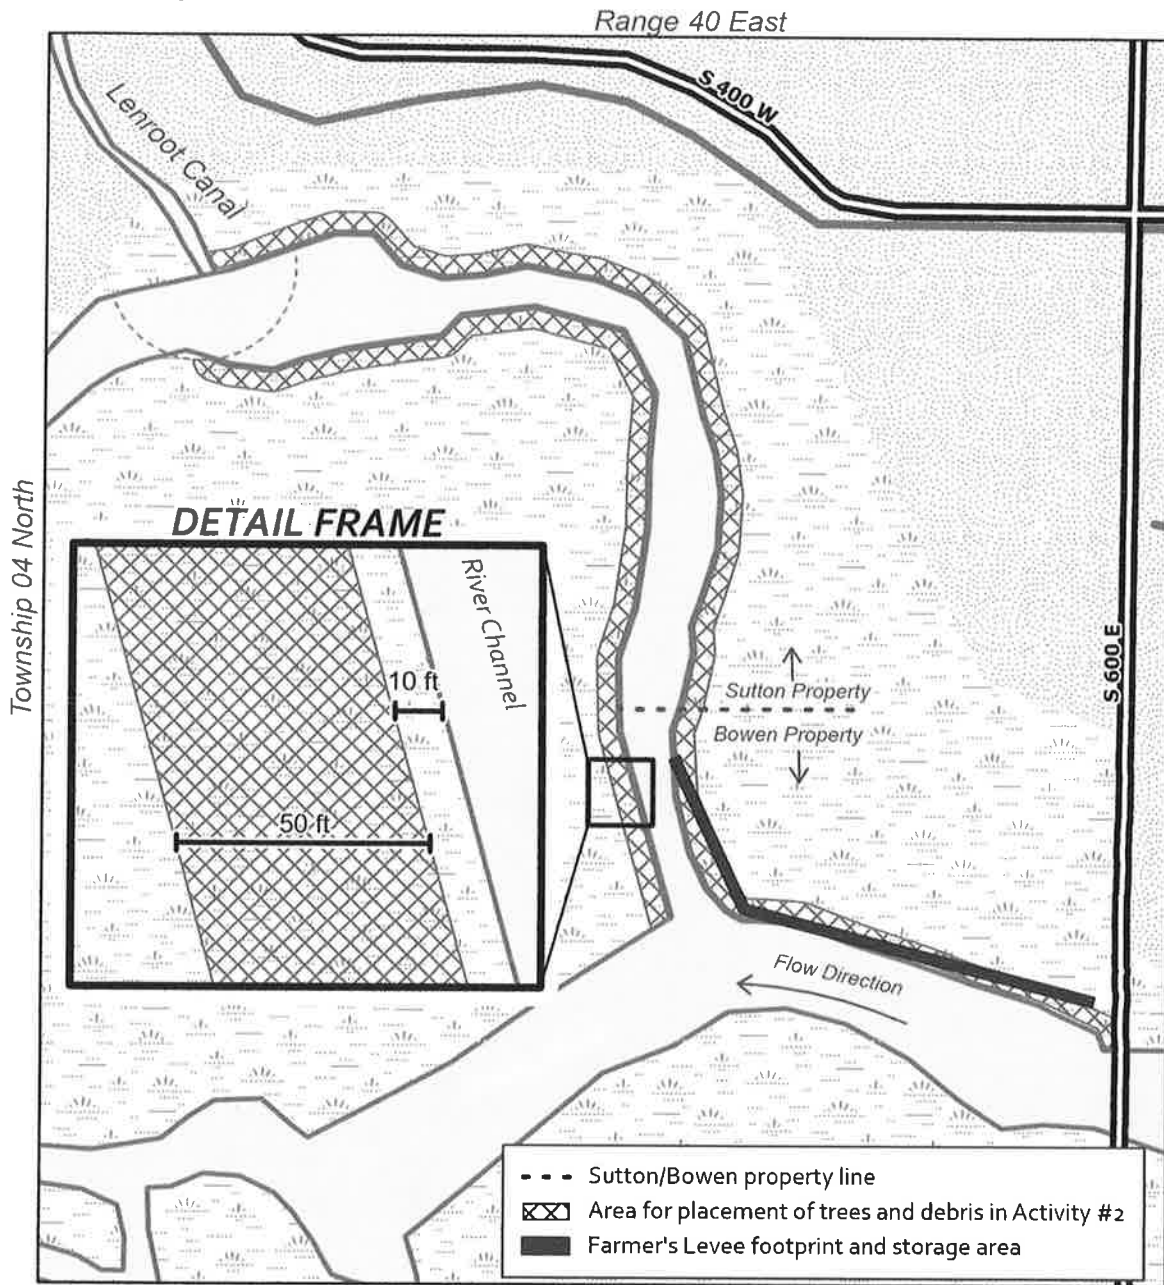 Range 40 East
S 400 W
Lenroot Canal
Township 04 North
DETAIL FRAME
River Channel
10 ft
50 ft
Sutton Property
Bowen Property
S 600 E
Flow Direction
Sutton/Bowen property line
Area for placement of trees and debris in Activity #2
Farmer's Levee footprint and storage area